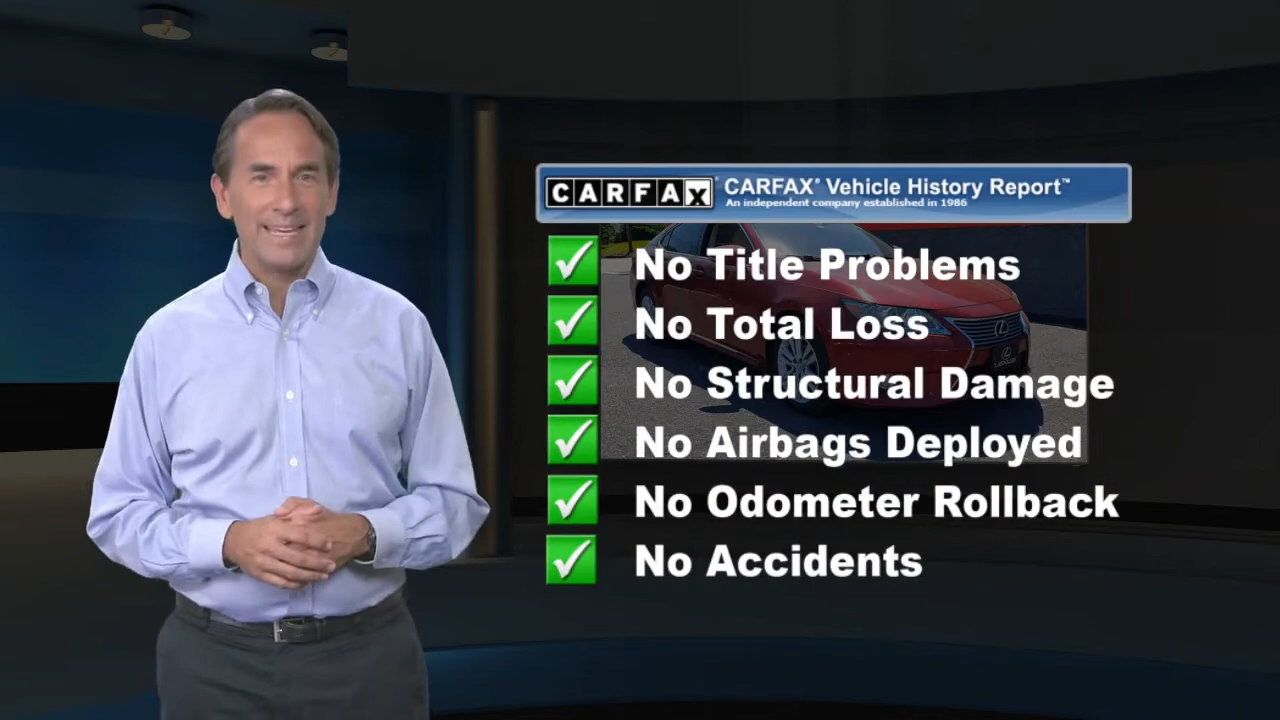 CARFAX® CARFAX® Vehicle History Report™
An independent company established in 1986
No Title Problems
No Total Loss
No Structural Damage
No Airbags Deployed
No Odometer Rollback
No Accidents